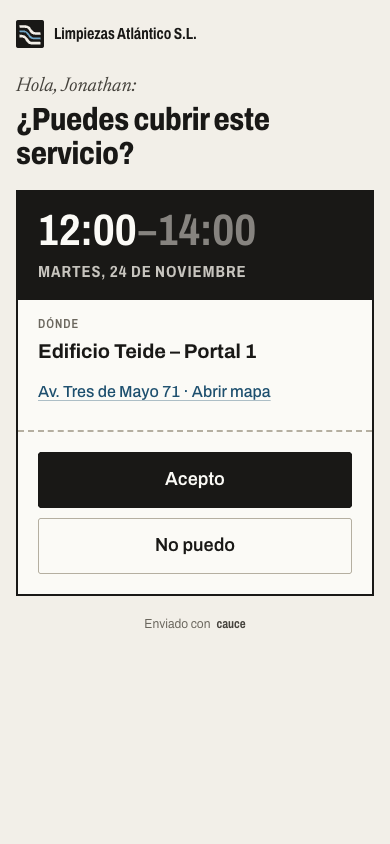 Limpiezas Atlántico S.L.
Hola, Jonathan:
¿Puedes cubrir este
servicio?
12:00–14:00
MARTES, 24 DE NOVIEMBRE
DÓNDE
Edificio Teide – Portal 1
Av. Tres de Mayo 71 · Abrir mapa
Acepto
No puedo
Enviado con cauce